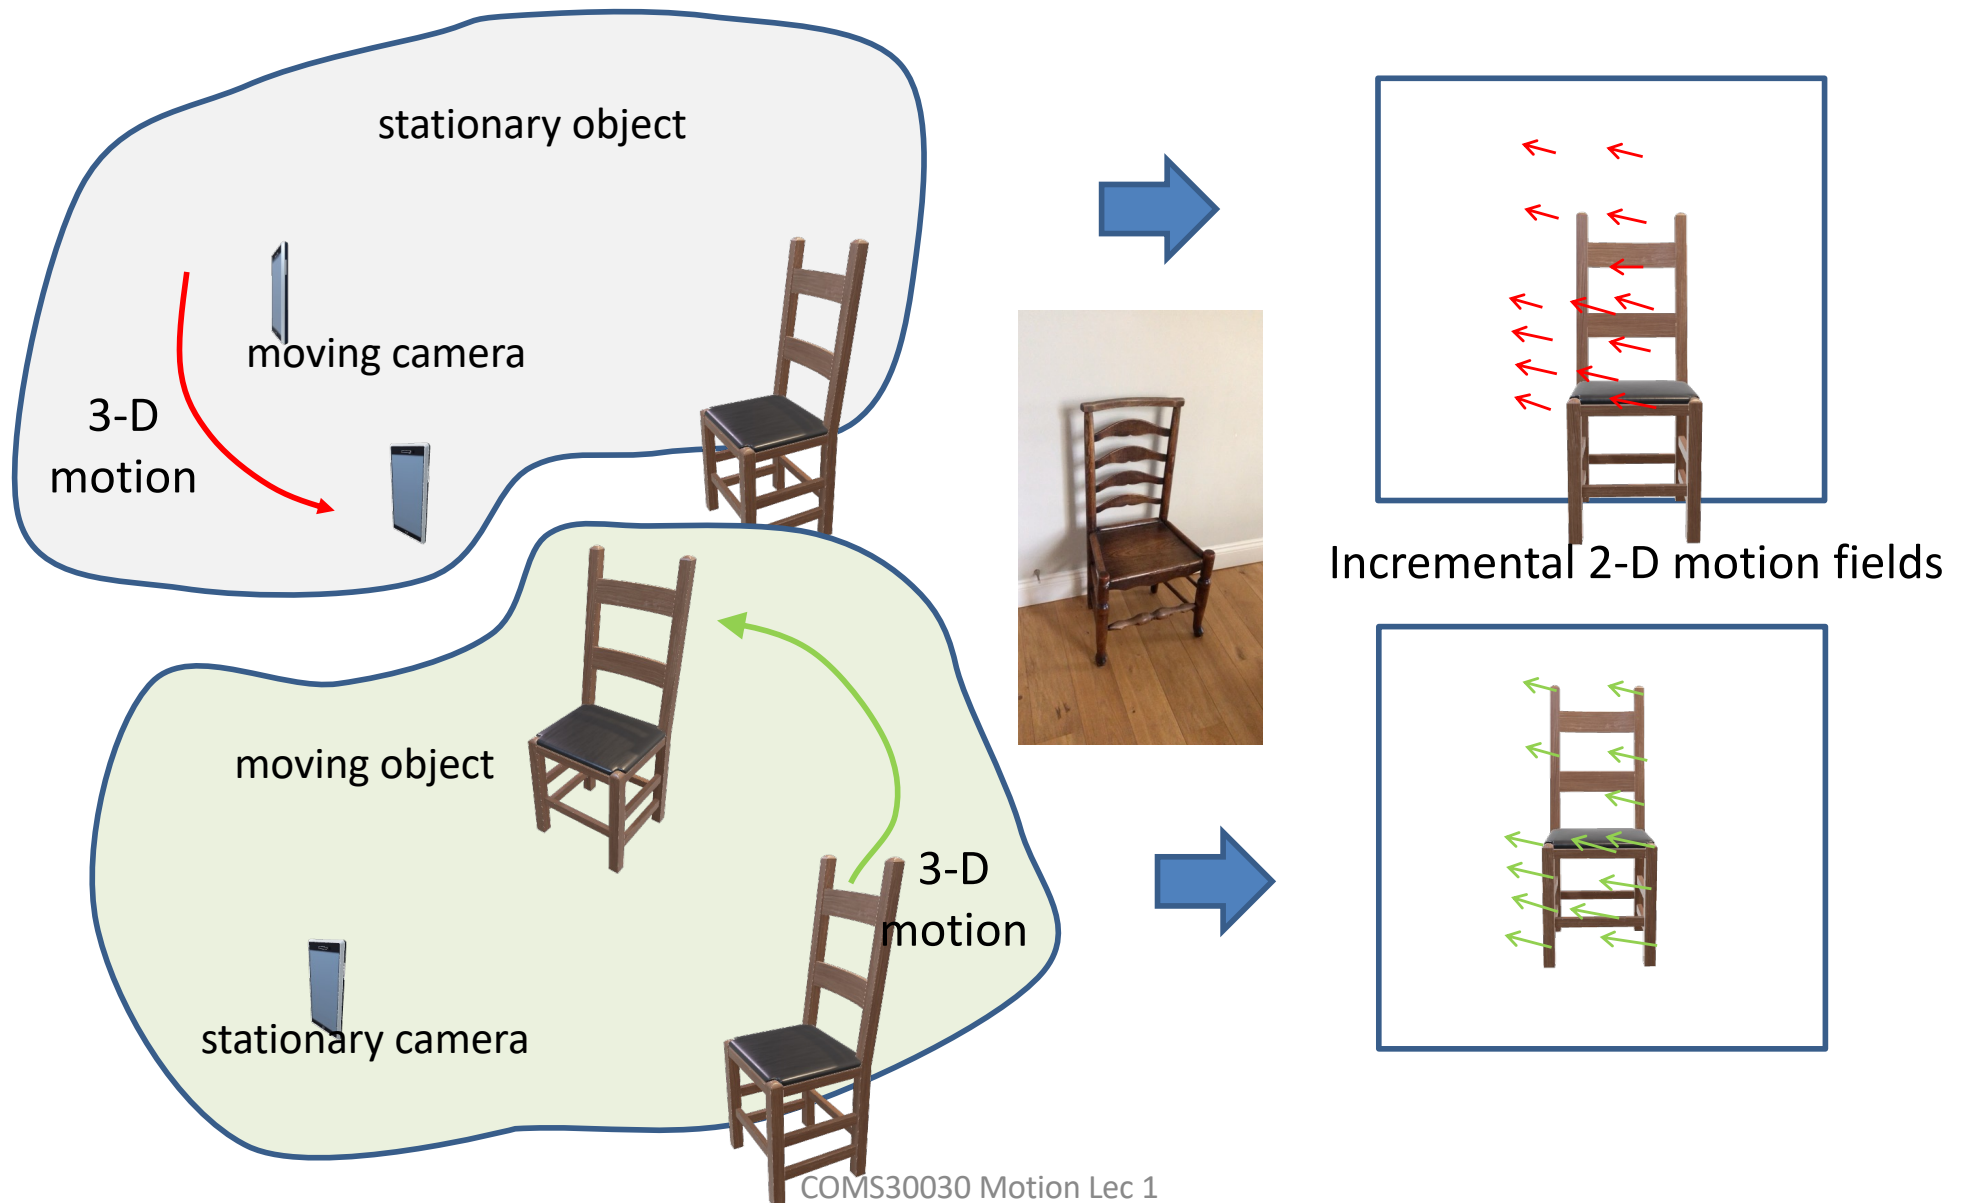 stationary object
moving camera
3-D
motion
Incremental 2-D motion fields
moving object
3-D
motion
stationary camera
COMS30030 Motion Lec 1